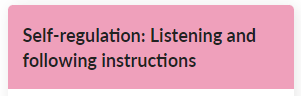 Self-regulation: Listening and
following instructions